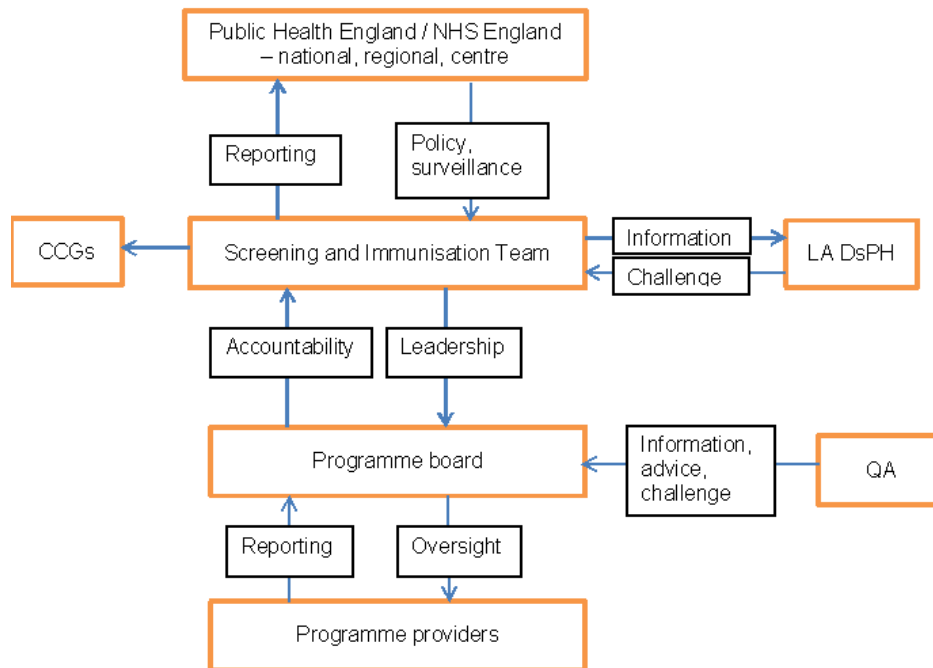 Public Health England / NHS England
– national, regional, centre
Reporting
Policy,
surveillance
CCGs
Screening and Immunisation Team
Information
Challenge
LA DsPH
Accountability
Leadership
Programme board
Information,
advice,
challenge
QA
Reporting
Oversight
Programme providers